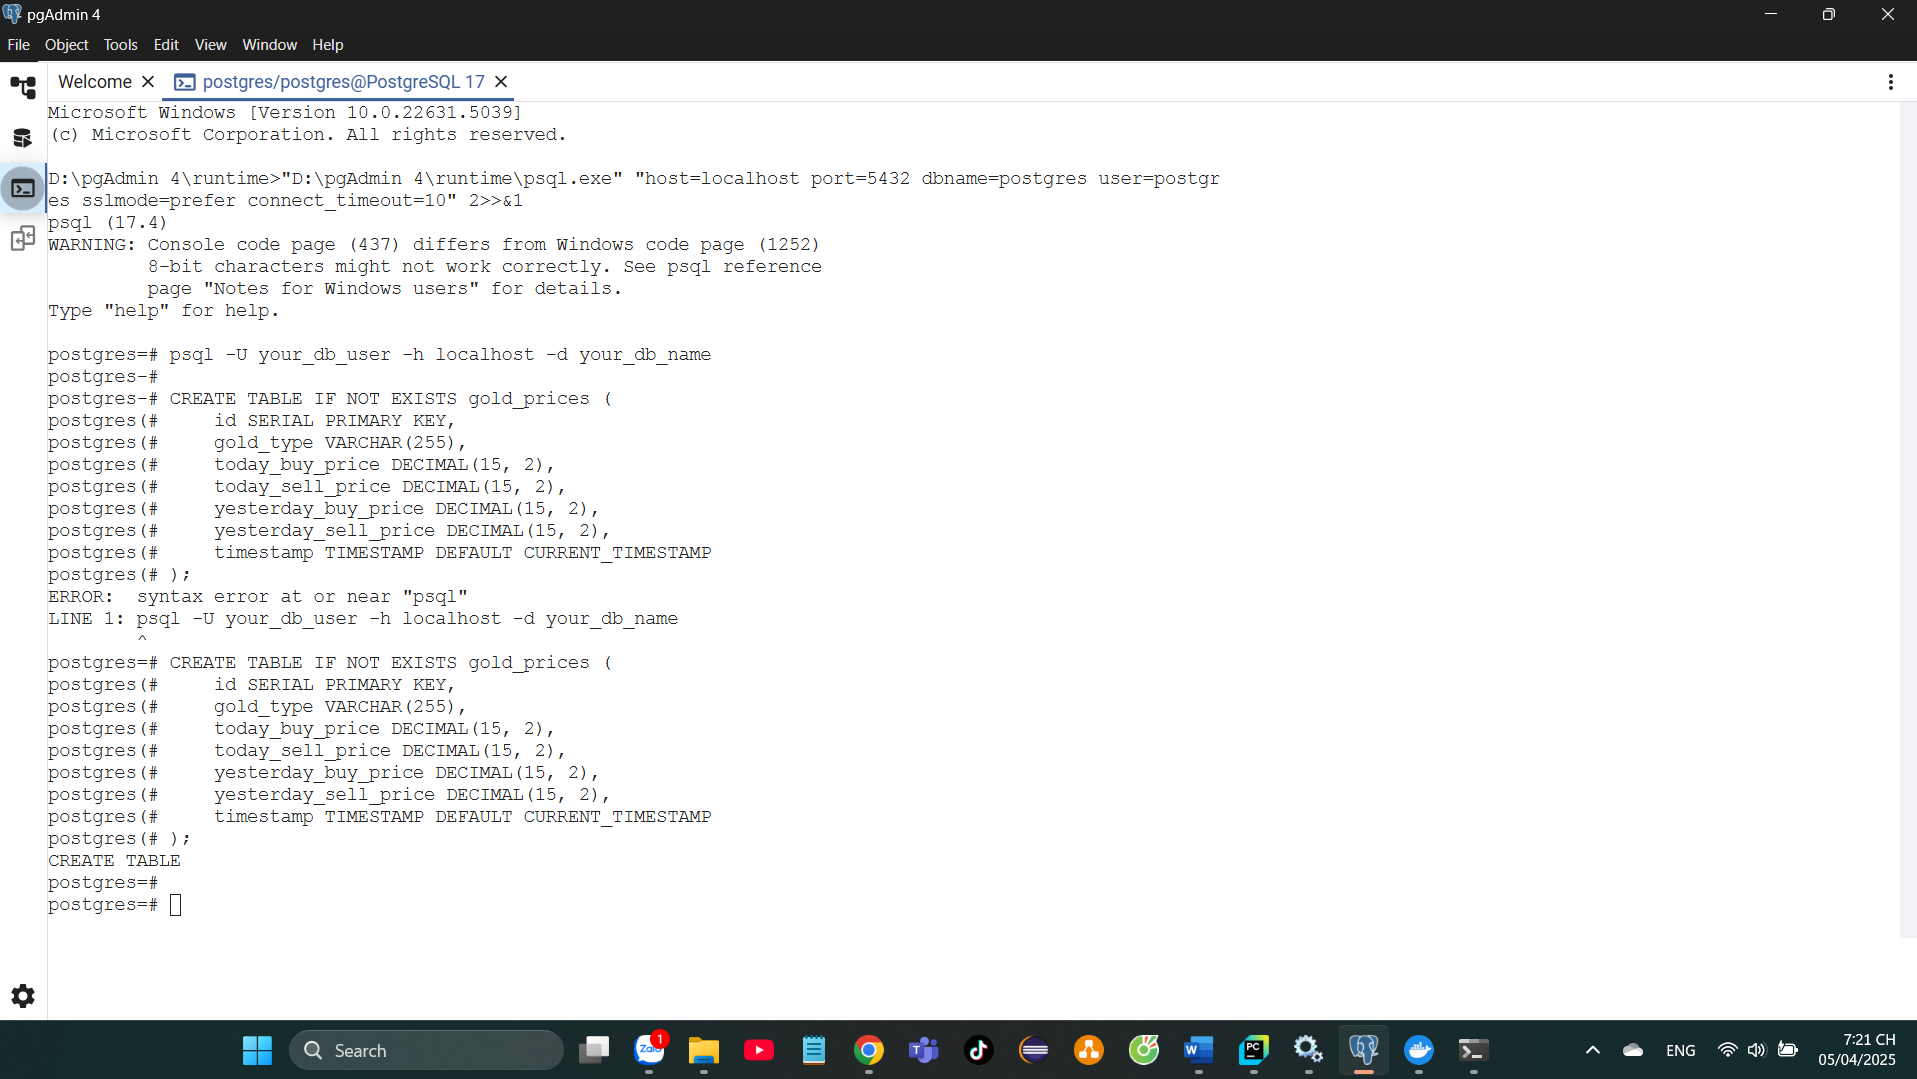 pgAdmin 4
File Object Tools Edit View Window Help
Welcome postgres/postgres@PostgreSQL 17
Microsoft Windows [Version 10.0.22631.5039]
(c) Microsoft Corporation. All rights reserved.
D:\pgAdmin 4\runtime>"D:\pgAdmin 4\runtime\psql.exe" "host=localhost port=5432 dbname=postgres user=postgr
es sslmode=prefer connect_timeout=10" 2>>&1
psql (17.4)
WARNING: Console code page (437) differs from Windows code page (1252)
         8-bit characters might not work correctly. See psql reference
         page "Notes for Windows users" for details.
Type "help" for help.
postgres=# psql -U your_db_user -h localhost -d your_db_name
postgres-#
postgres-# CREATE TABLE IF NOT EXISTS gold_prices (
postgres(#     id SERIAL PRIMARY KEY,
postgres(#     gold_type VARCHAR(255),
postgres(#     today_buy_price DECIMAL(15, 2),
postgres(#     today_sell_price DECIMAL(15, 2),
postgres(#     yesterday_buy_price DECIMAL(15, 2),
postgres(#     yesterday_sell_price DECIMAL(15, 2),
postgres(#     timestamp TIMESTAMP DEFAULT CURRENT_TIMESTAMP
postgres(# );
ERROR:  syntax error at or near "psql"
LINE 1: psql -U your_db_user -h localhost -d your_db_name
        ^
postgres=# CREATE TABLE IF NOT EXISTS gold_prices (
postgres(#     id SERIAL PRIMARY KEY,
postgres(#     gold_type VARCHAR(255),
postgres(#     today_buy_price DECIMAL(15, 2),
postgres(#     today_sell_price DECIMAL(15, 2),
postgres(#     yesterday_buy_price DECIMAL(15, 2),
postgres(#     yesterday_sell_price DECIMAL(15, 2),
postgres(#     timestamp TIMESTAMP DEFAULT CURRENT_TIMESTAMP
postgres(# );
CREATE TABLE
postgres=#
postgres=#
Search
Zalo
1
T
W
PC
ENG
7:21 CH
05/04/2025